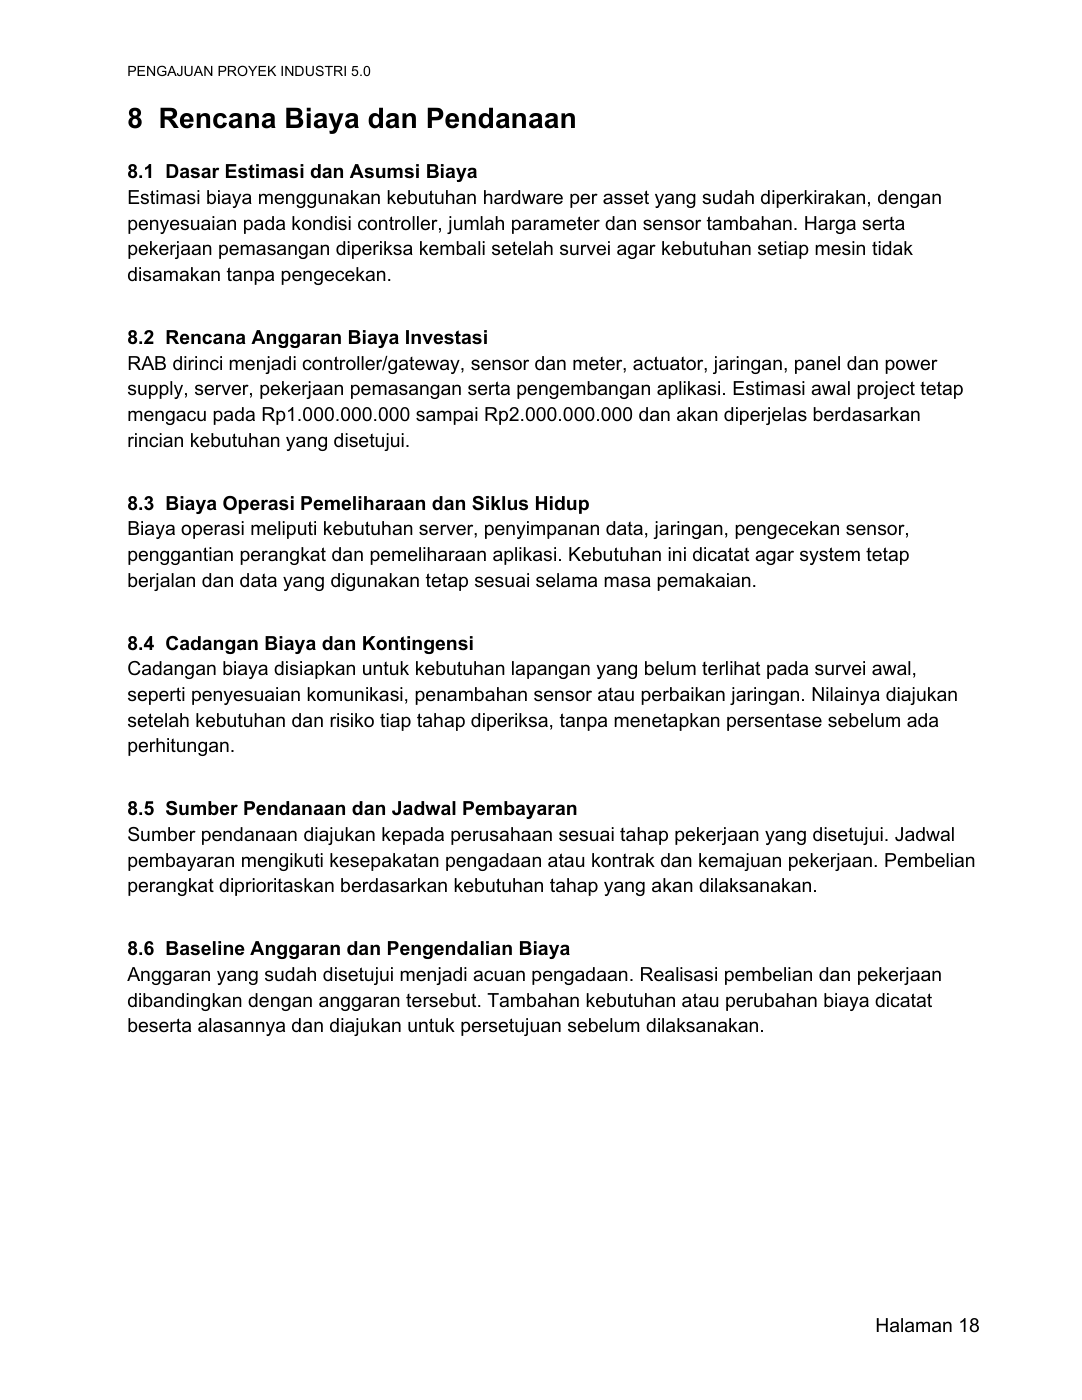 PENGAJUAN PROYEK INDUSTRI 5.0
8 Rencana Biaya dan Pendanaan
8.1 Dasar Estimasi dan Asumsi Biaya
Estimasi biaya menggunakan kebutuhan hardware per asset yang sudah diperkirakan, dengan
penyesuaian pada kondisi controller, jumlah parameter dan sensor tambahan. Harga serta
pekerjaan pemasangan diperiksa kembali setelah survei agar kebutuhan setiap mesin tidak
disamakan tanpa pengecekan.
8.2 Rencana Anggaran Biaya Investasi
RAB dirinci menjadi controller/gateway, sensor dan meter, actuator, jaringan, panel dan power
supply, server, pekerjaan pemasangan serta pengembangan aplikasi. Estimasi awal project tetap
mengacu pada Rp1.000.000.000 sampai Rp2.000.000.000 dan akan diperjelas berdasarkan
rincian kebutuhan yang disetujui.
8.3 Biaya Operasi Pemeliharaan dan Siklus Hidup
Biaya operasi meliputi kebutuhan server, penyimpanan data, jaringan, pengecekan sensor,
penggantian perangkat dan pemeliharaan aplikasi. Kebutuhan ini dicatat agar system tetap
berjalan dan data yang digunakan tetap sesuai selama masa pemakaian.
8.4 Cadangan Biaya dan Kontingensi
Cadangan biaya disiapkan untuk kebutuhan lapangan yang belum terlihat pada survei awal,
seperti penyesuaian komunikasi, penambahan sensor atau perbaikan jaringan. Nilainya diajukan
setelah kebutuhan dan risiko tiap tahap diperiksa, tanpa menetapkan persentase sebelum ada
perhitungan.
8.5 Sumber Pendanaan dan Jadwal Pembayaran
Sumber pendanaan diajukan kepada perusahaan sesuai tahap pekerjaan yang disetujui. Jadwal
pembayaran mengikuti kesepakatan pengadaan atau kontrak dan kemajuan pekerjaan. Pembelian
perangkat diprioritaskan berdasarkan kebutuhan tahap yang akan dilaksanakan.
8.6 Baseline Anggaran dan Pengendalian Biaya
Anggaran yang sudah disetujui menjadi acuan pengadaan. Realisasi pembelian dan pekerjaan
dibandingkan dengan anggaran tersebut. Tambahan kebutuhan atau perubahan biaya dicatat
beserta alasannya dan diajukan untuk persetujuan sebelum dilaksanakan.
Halaman 18